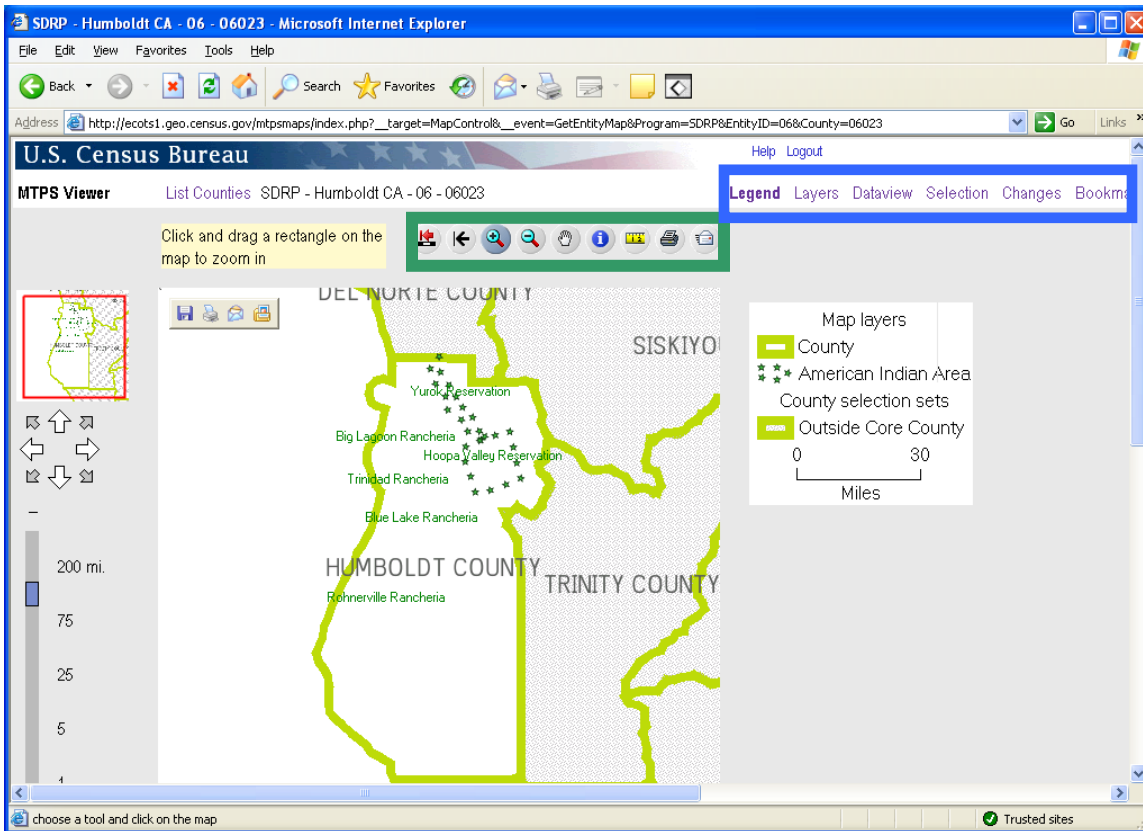 SDRP - Humboldt CA - 06 - 06023 - Microsoft Internet Explorer
File Edit View Favorites Tools Help
Back Search Favorites
Address http://ecots1.geo.census.gov/mtpsmaps/index.php?__target=MapControl&__event=GetEntityMap&Program=SDRP&EntityID=06&County=06023 Go Links »
U.S. Census Bureau Help Logout
MTPS Viewer List Counties SDRP - Humboldt CA - 06 - 06023 Legend Layers Dataview Selection Changes Bookma
Click and drag a rectangle on the
map to zoom in
DEL NORTE COUNTY
SISKIYO
Map layers
County
American Indian Area
County selection sets
Outside Core County
0 30
Miles
Yurok Reservation
Big Lagoon Rancheria
Hoopa Valley Reservation
Trinidad Rancheria
Blue Lake Rancheria
HUMBOLDT COUNTY
TRINITY COUNTY
Rohnerville Rancheria
200 mi.
75
25
5
1
choose a tool and click on the map Trusted sites